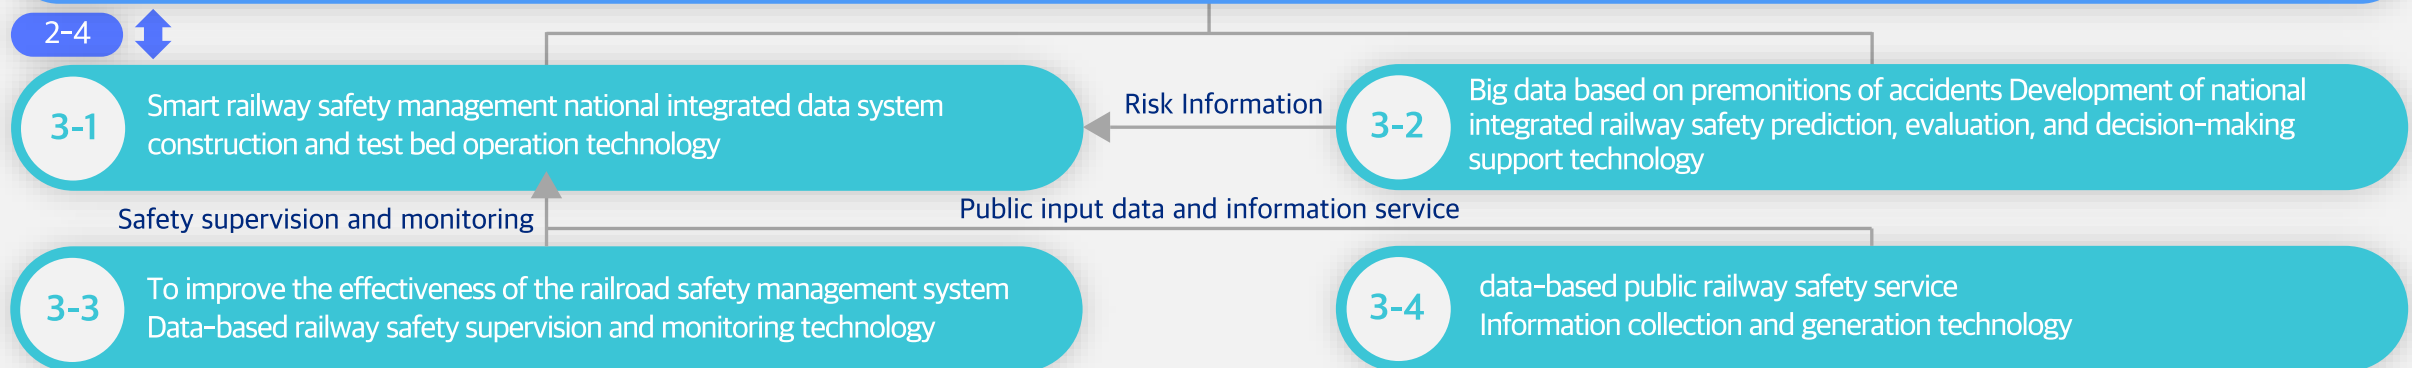 2-4
3-1
Smart railway safety management national integrated data system
construction and test bed operation technology
Risk Information
3-2
Big data based on premonitions of accidents Development of national
integrated railway safety prediction, evaluation, and decision-making
support technology
Safety supervision and monitoring
Public input data and information service
3-3
To improve the effectiveness of the railroad safety management system
Data-based railway safety supervision and monitoring technology
3-4
data-based public railway safety service
Information collection and generation technology